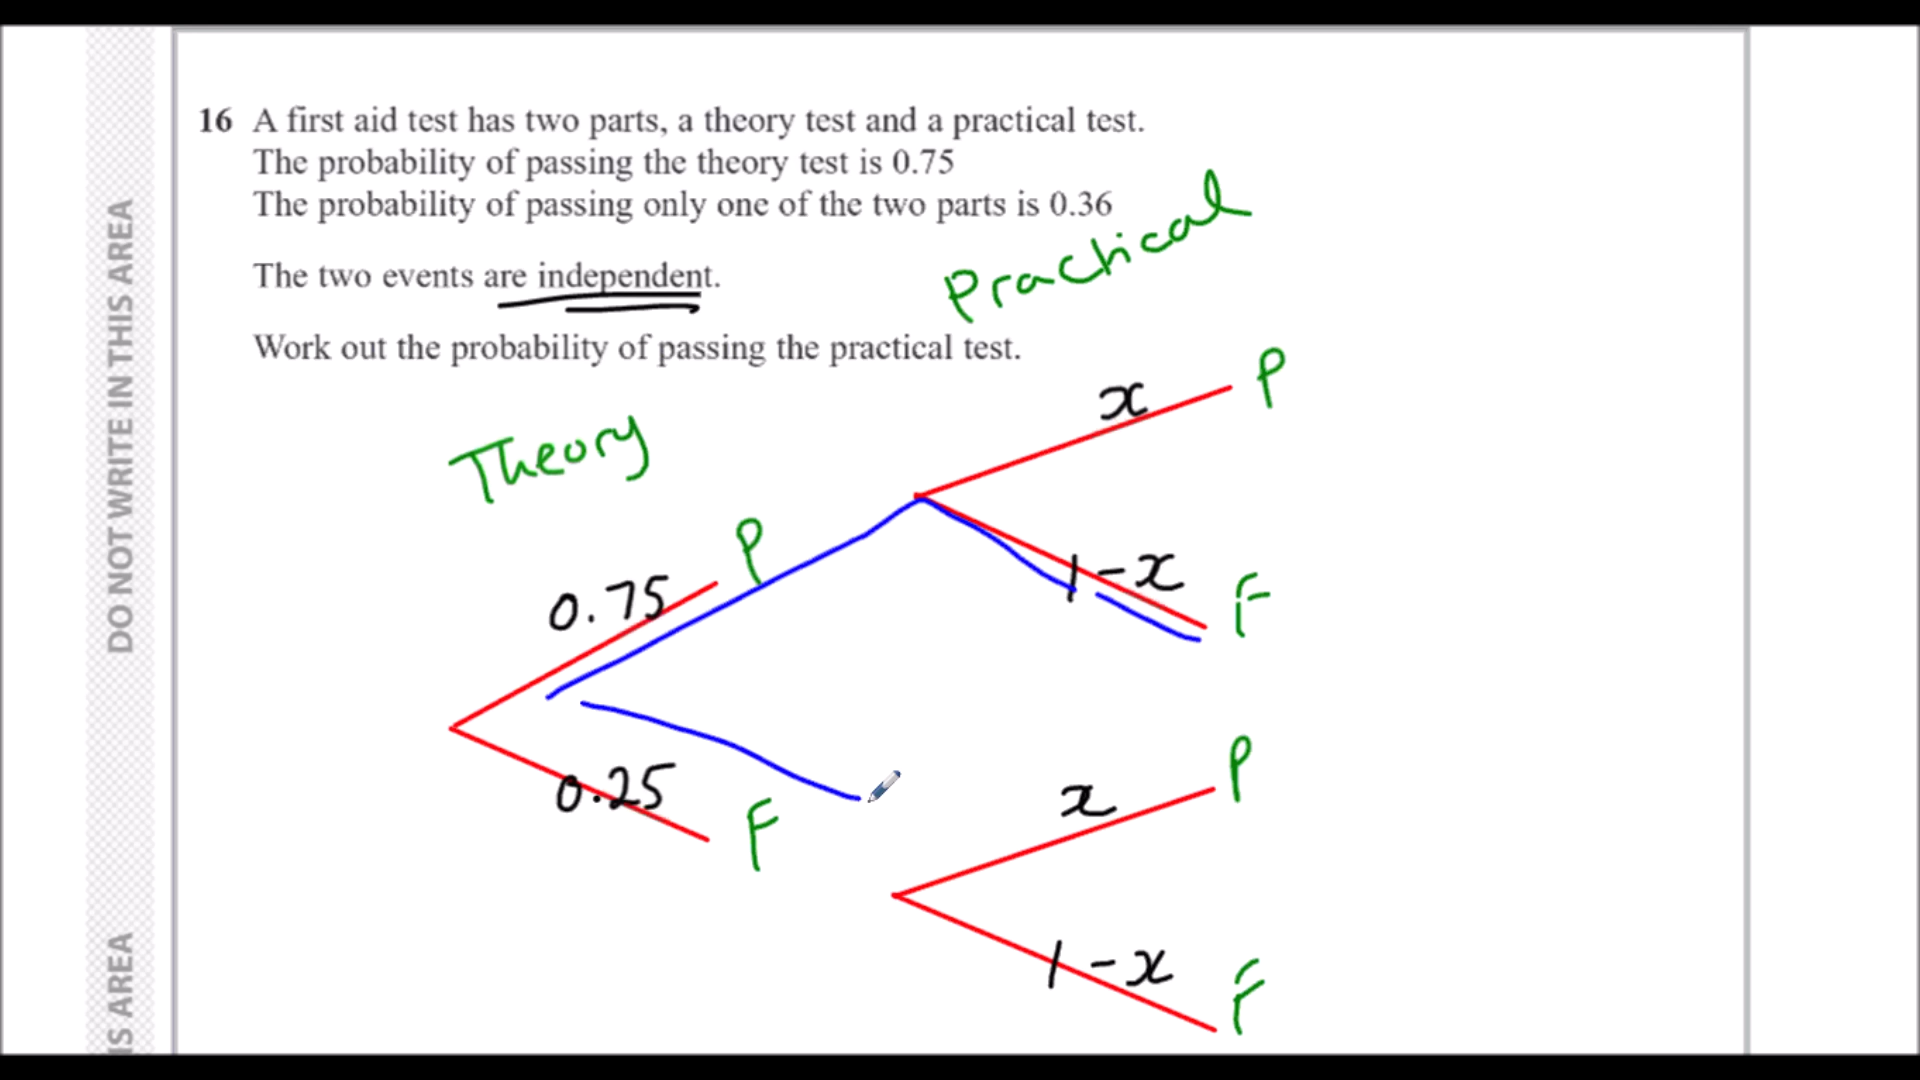 16 A first aid test has two parts, a theory test and a practical test.
The probability of passing the theory test is 0.75
The probability of passing only one of the two parts is 0.36
The two events are independent.
Work out the probability of passing the practical test.
Practical
Theory
x P
P
0.75
1-x F
0.25 F
x P
1-x F
DO NOT WRITE IN THIS AREA
IS AREA